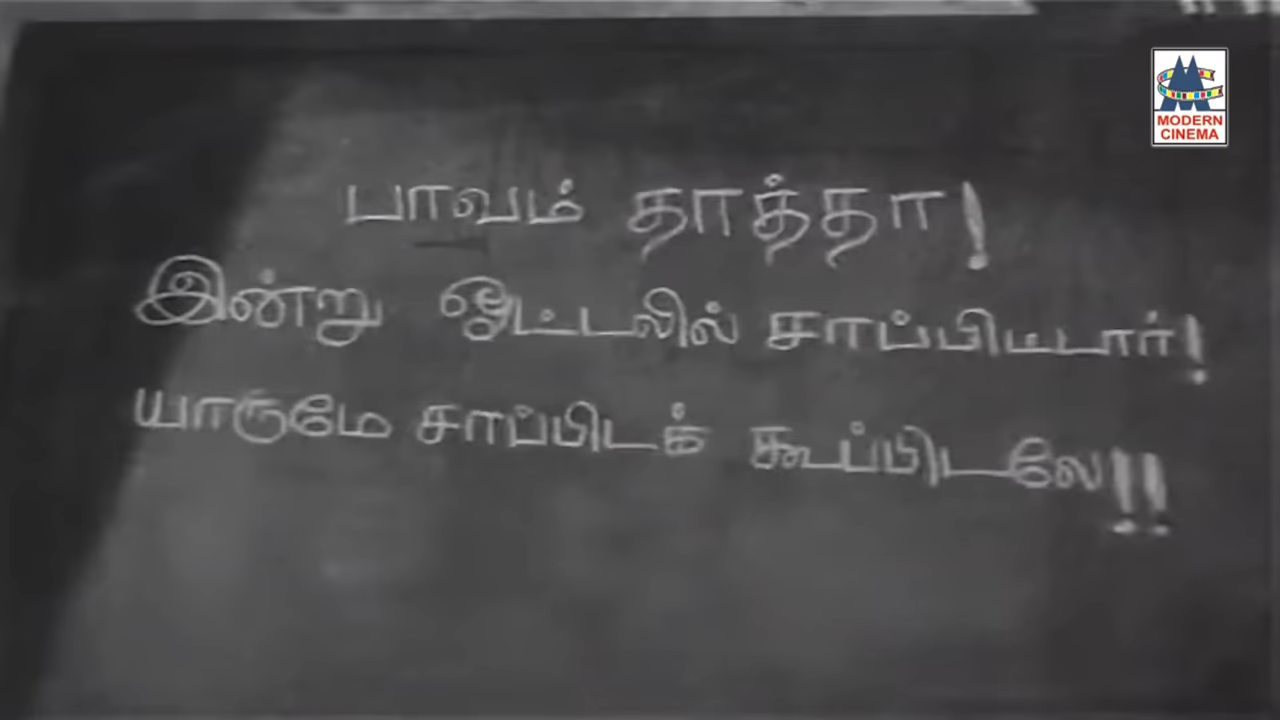 பாவம் தாத்தா!
இன்று ஓட்டலில் சாப்பிட்டார்!
யாருமே சாப்பிடக் கூப்பிடலே!!
MODERN
CINEMA